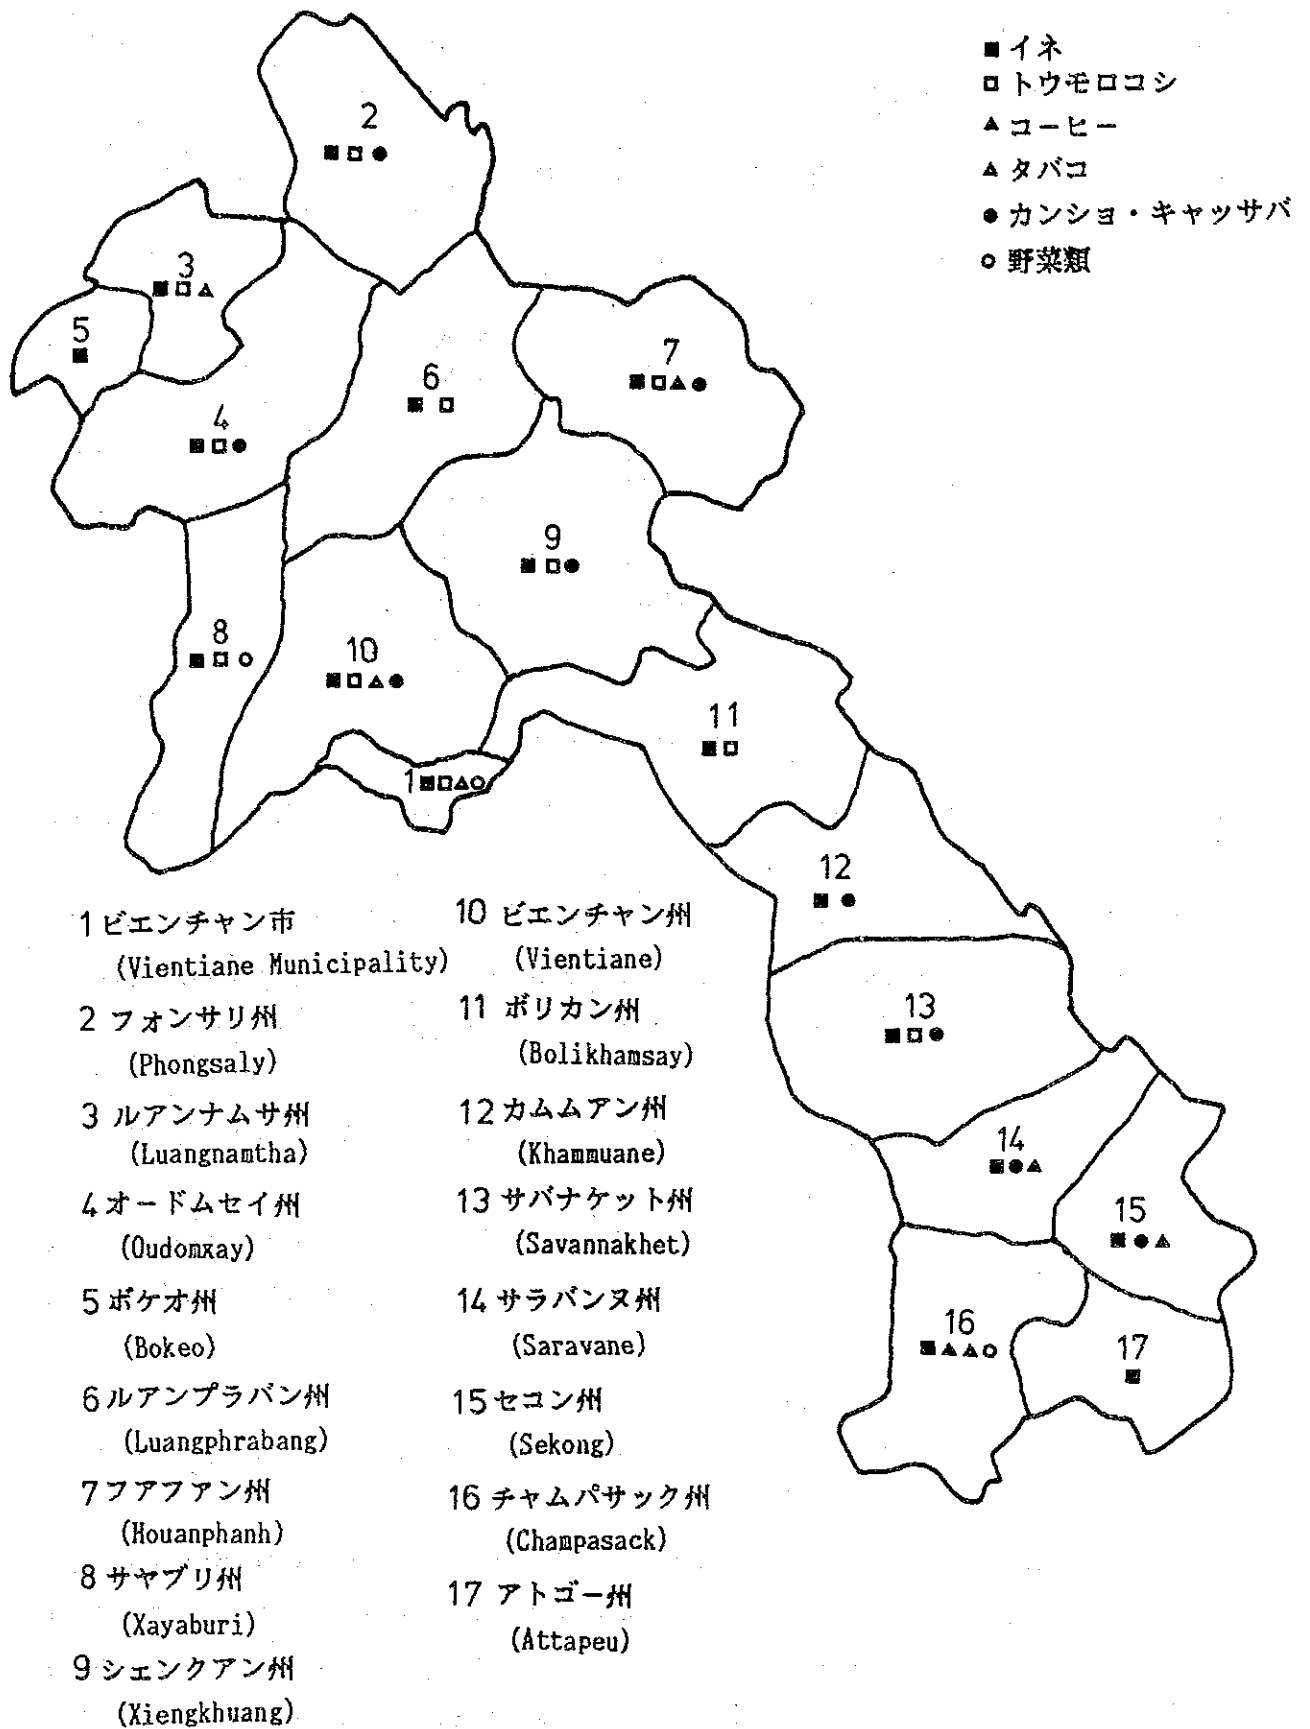 ■ イネ
□ トウモロコシ
▲ コーヒー
▲ タバコ
● カンショ・キャッサバ
○ 野菜類
2
■ □ ●
3
■ □ ▲
5
■
4
■ □ ●
6
■ □
7
■ □ ▲ ●
9
■ □ ●
8
■ □ ○
10
■ □ ▲ ●
11
■ □
1 ■ □ ▲ ○
12
■ ●
13
■ □ ●
14
■ ● ▲
15
■ ● ▲
16
■ ▲ ▲ ○
17
■
1 ビエンチャン市
(Vientiane Municipality)
2 フォンサリ州
(Phongsaly)
3 ルアンナムサ州
(Luangnamtha)
4 オードムセイ州
(Oudomxay)
5 ボケオ州
(Bokeo)
6 ルアンプラバン州
(Luangphrabang)
7 フアファン州
(Houanphanh)
8 サヤブリ州
(Xayaburi)
9 シェンクアン州
(Xiengkhuang)
10 ビエンチャン州
(Vientiane)
11 ボリカン州
(Bolikhamsay)
12 カムムアン州
(Khammuane)
13 サバナケット州
(Savannakhet)
14 サラバンヌ州
(Saravane)
15 セコン州
(Sekong)
16 チャムパサック州
(Champasack)
17 アトゴー州
(Attapeu)